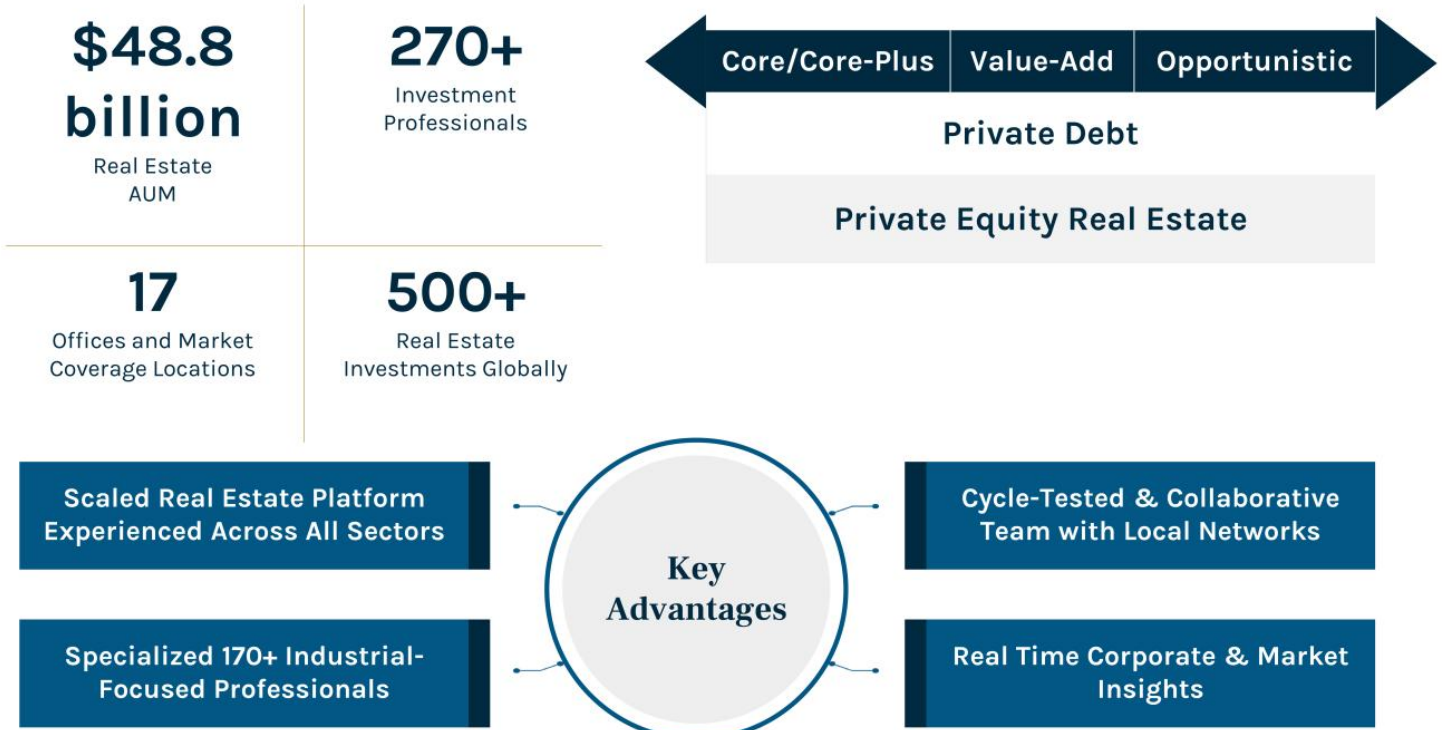 $48.8
billion
Real Estate
AUM
270+
Investment
Professionals
17
Offices and Market
Coverage Locations
500+
Real Estate
Investments Globally
Core/Core-Plus
Value-Add
Opportunistic
Private Debt
Private Equity Real Estate
Scaled Real Estate Platform
Experienced Across All Sectors
Specialized 170+ Industrial-
Focused Professionals
Key
Advantages
Cycle-Tested & Collaborative
Team with Local Networks
Real Time Corporate & Market
Insights